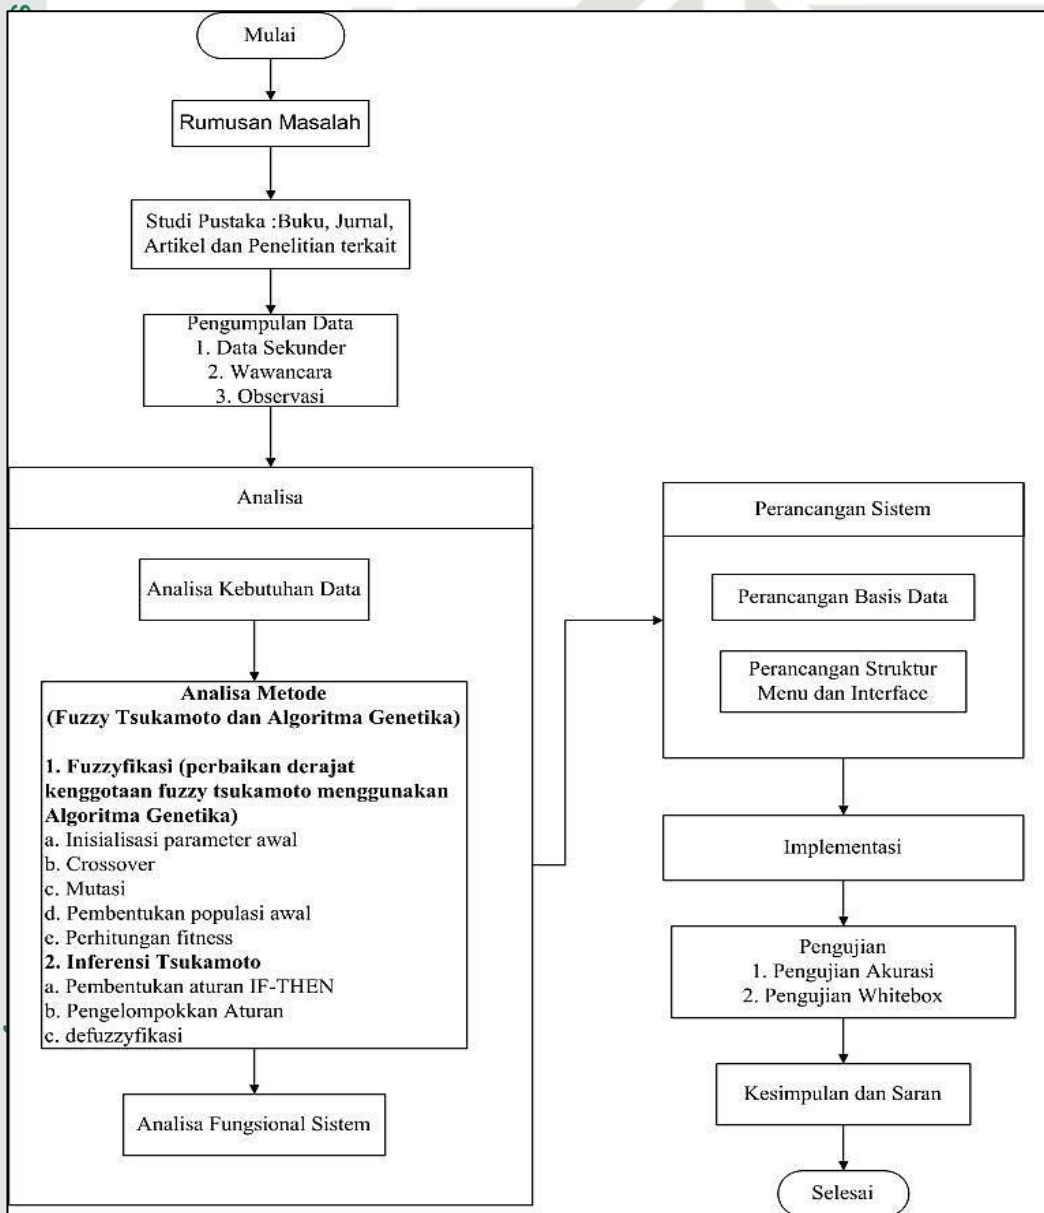 Mulai
Rumusan Masalah
Studi Pustaka :Buku, Jurnal,
Artikel dan Penelitian terkait
Pengumpulan Data
1. Data Sekunder
2. Wawancara
3. Observasi
Analisa
Analisa Kebutuhan Data
Analisa Metode
(Fuzzy Tsukamoto dan Algoritma Genetika)
1. Fuzzyfikasi (perbaikan derajat
kenggotaan fuzzy tsukamoto menggunakan
Algoritma Genetika)
a. Inisialisasi parameter awal
b. Crossover
c. Mutasi
d. Pembentukan populasi awal
e. Perhitungan fitness
2. Inferensi Tsukamoto
a. Pembentukan aturan IF-THEN
b. Pengelompokkan Aturan
c. defuzzyfikasi
Analisa Fungsional Sistem
Perancangan Sistem
Perancangan Basis Data
Perancangan Struktur
Menu dan Interface
Implementasi
Pengujian
1. Pengujian Akurasi
2. Pengujian Whitebox
Kesimpulan dan Saran
Selesai